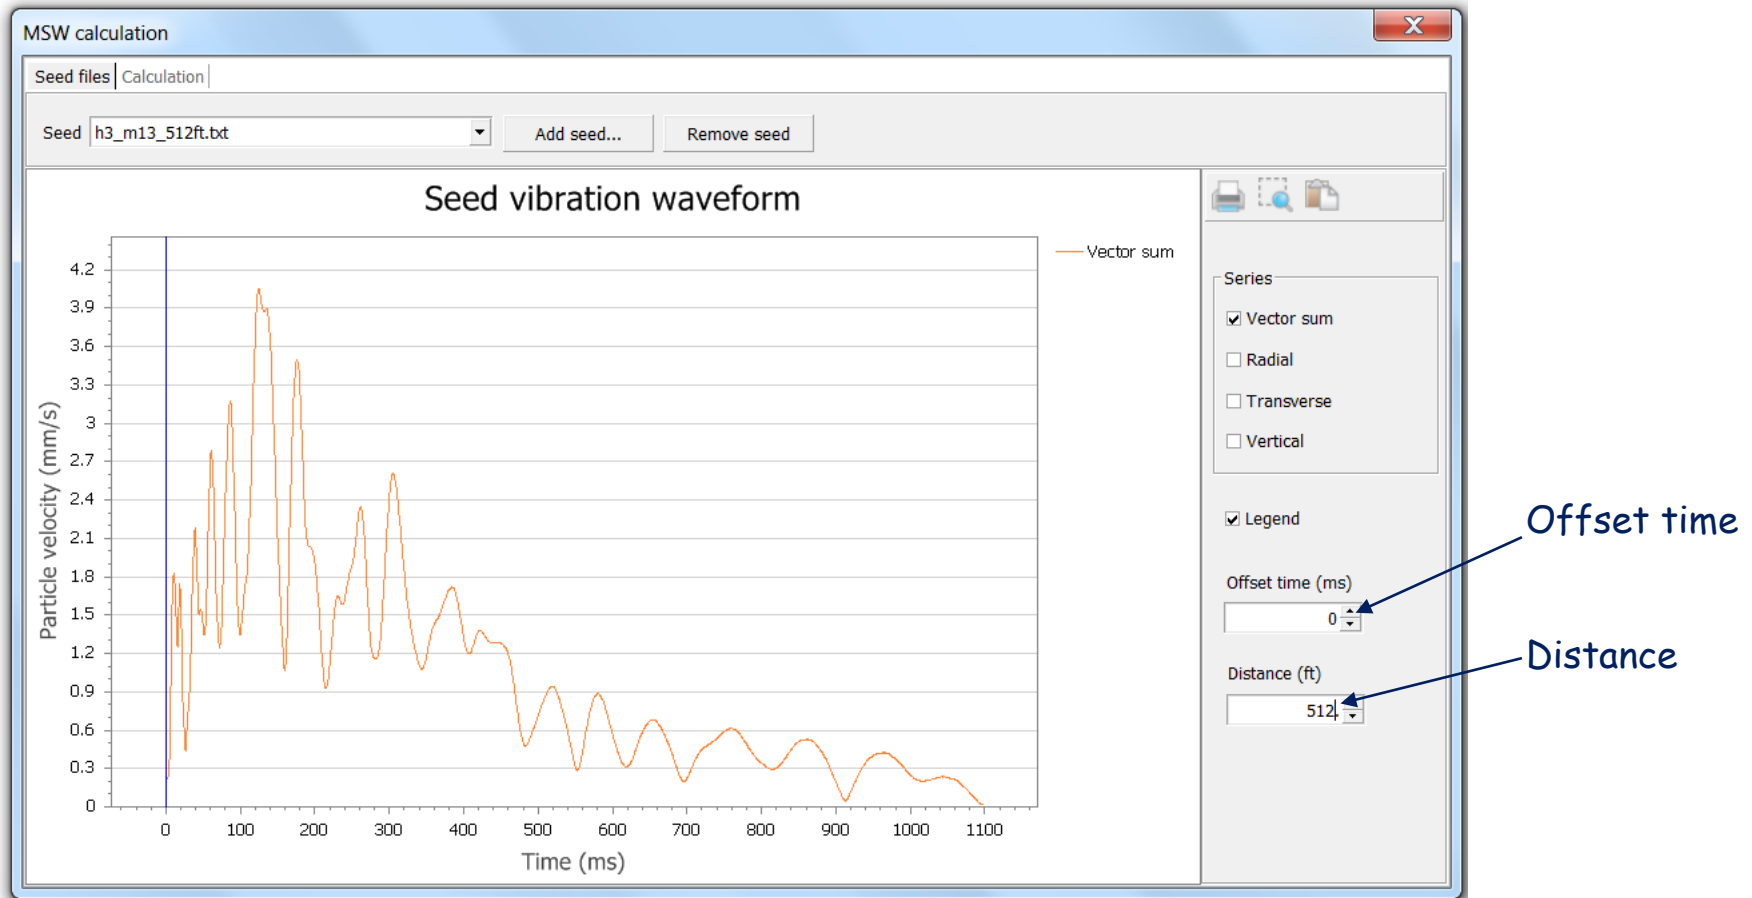 MSW calculation
Seed files Calculation
Seed h3_m13_512ft.txt Add seed... Remove seed
Seed vibration waveform
Vector sum
Particle velocity (mm/s)
4.2
3.9
3.6
3.3
3
2.7
2.4
2.1
1.8
1.5
1.2
0.9
0.6
0.3
0
0 100 200 300 400 500 600 700 800 900 1000 1100
Time (ms)
Series
Vector sum
Radial
Transverse
Vertical
Legend
Offset time (ms)
0
Distance (ft)
512.
Offset time
Distance